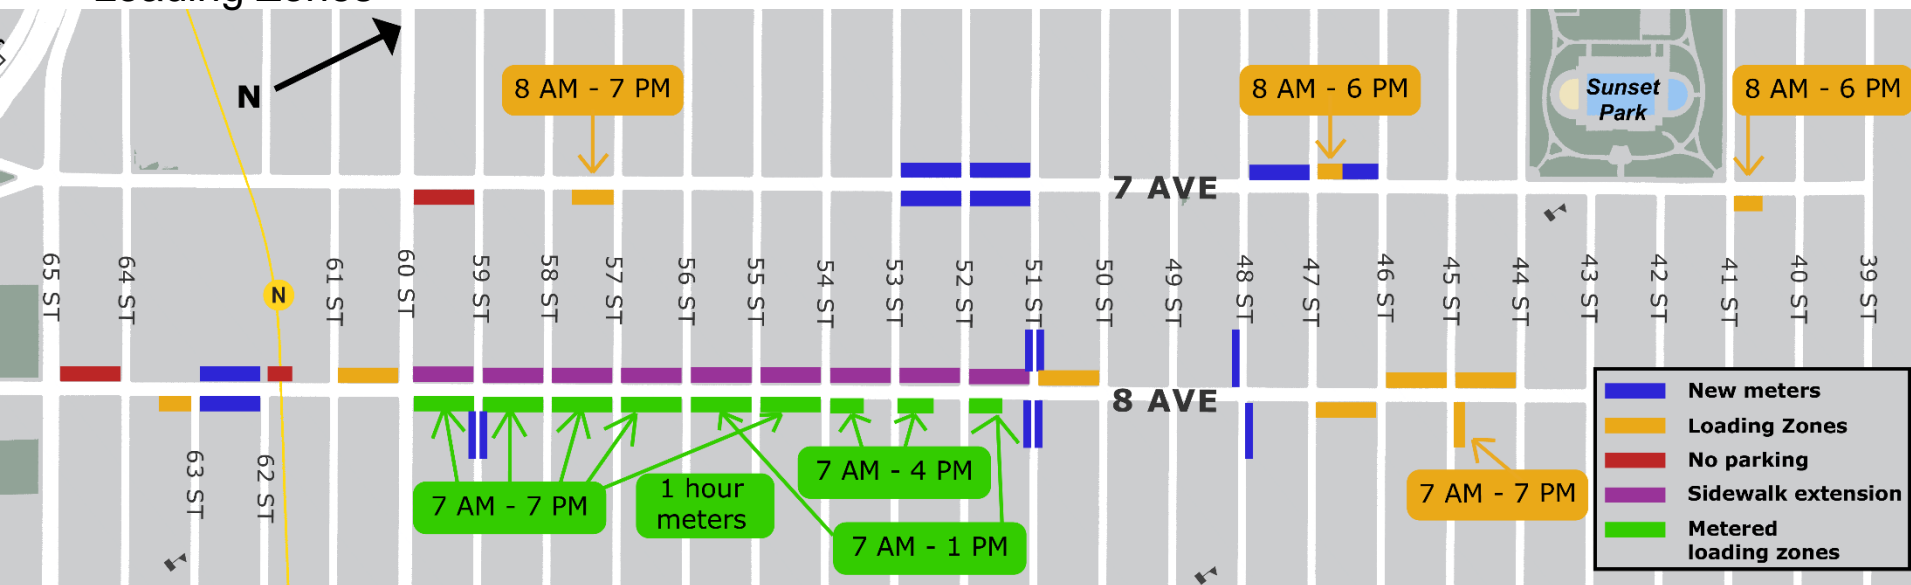 Loading Zones
N
8 AM - 7 PM
8 AM - 6 PM
Sunset
Park
8 AM - 6 PM
7 AVE
65 ST
64 ST
N
61 ST
60 ST
59 ST
58 ST
57 ST
56 ST
55 ST
54 ST
53 ST
52 ST
51 ST
50 ST
49 ST
48 ST
47 ST
46 ST
45 ST
44 ST
43 ST
42 ST
41 ST
40 ST
39 ST
8 AVE
63 ST
62 ST
7 AM - 7 PM
1 hour
meters
7 AM - 4 PM
7 AM - 1 PM
7 AM - 7 PM
New meters
Loading Zones
No parking
Sidewalk extension
Metered
loading zones